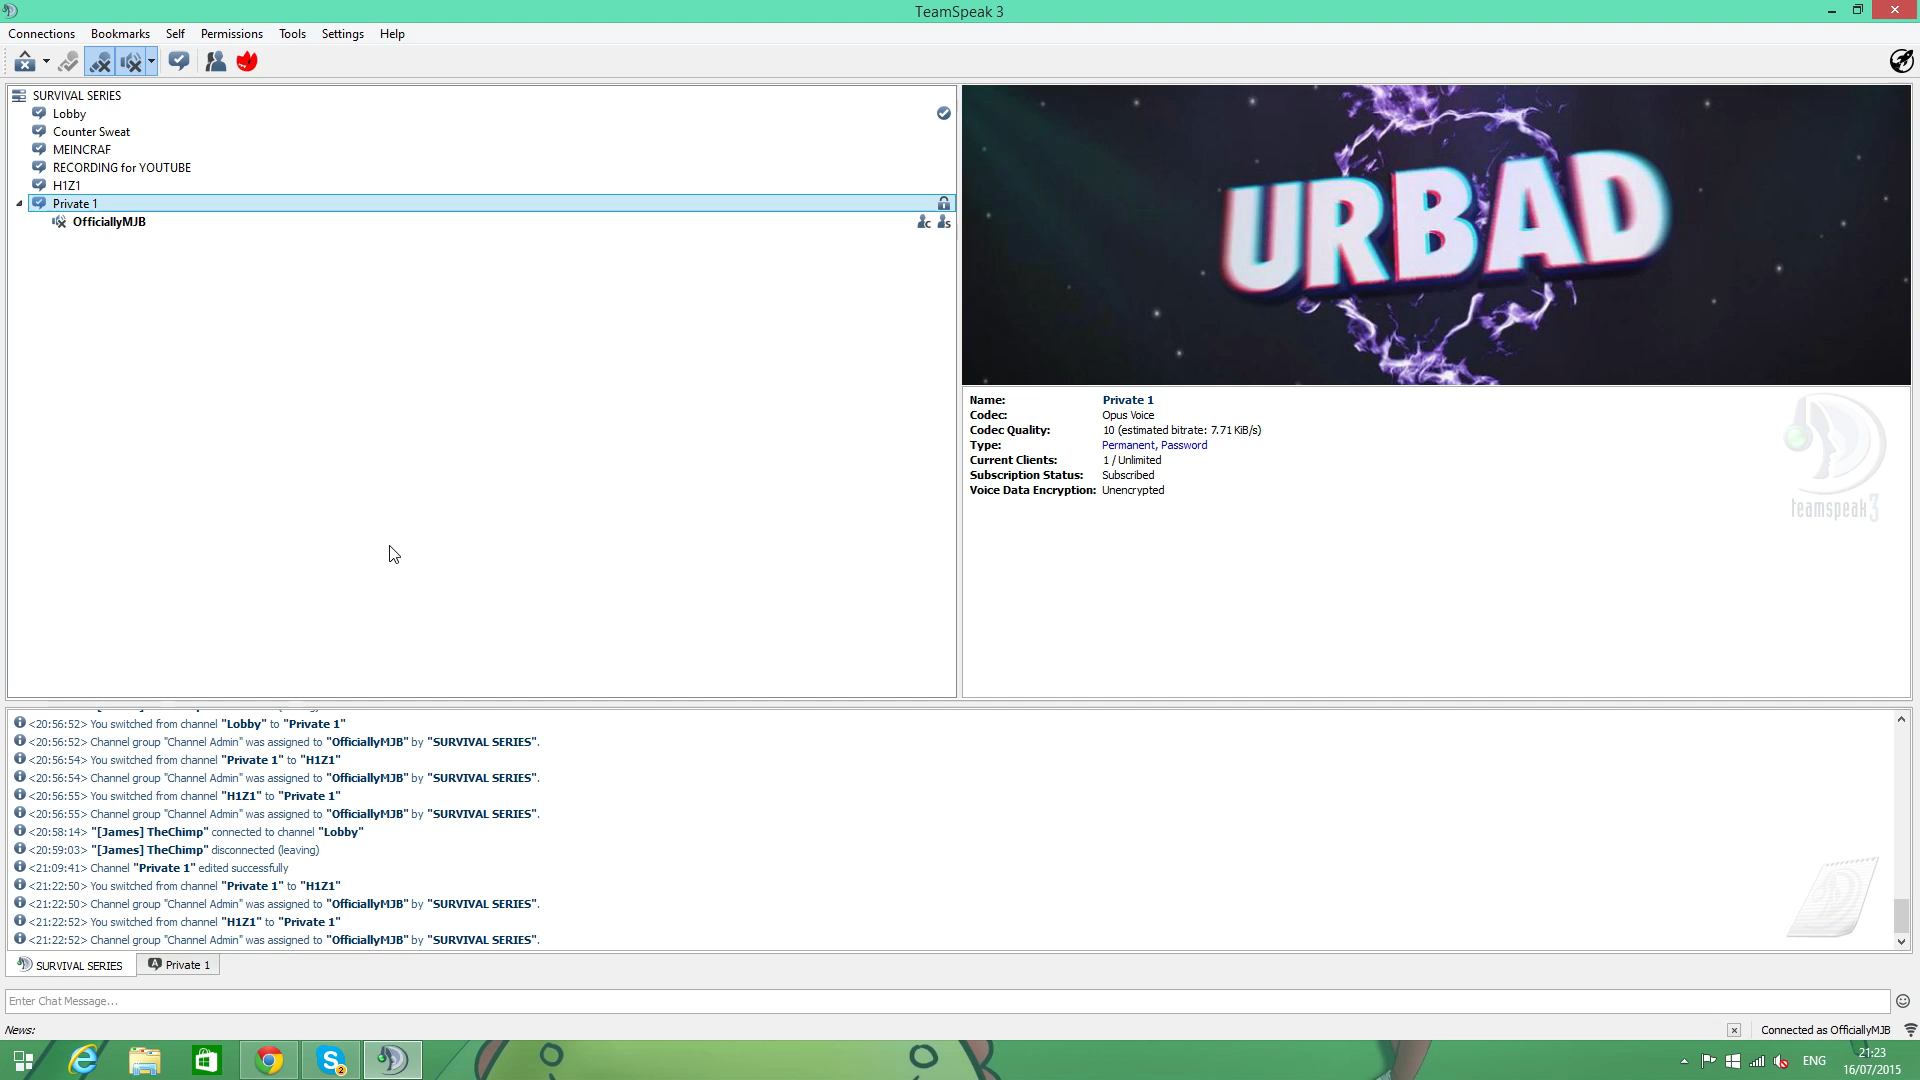 TeamSpeak 3
Connections Bookmarks Self Permissions Tools Settings Help
SURVIVAL SERIES
Lobby
Counter Sweat
MEINCRAF
RECORDING for YOUTUBE
H1Z1
Private 1
OfficiallyMJB
URBAD
Name: Private 1
Codec: Opus Voice
Codec Quality: 10 (estimated bitrate: 7.71 KiB/s)
Type: Permanent, Password
Current Clients: 1 / Unlimited
Subscription Status: Subscribed
Voice Data Encryption: Unencrypted
teamspeak 3
<20:56:52> You switched from channel "Lobby" to "Private 1"
<20:56:52> Channel group "Channel Admin" was assigned to "OfficiallyMJB" by "SURVIVAL SERIES".
<20:56:54> You switched from channel "Private 1" to "H1Z1"
<20:56:54> Channel group "Channel Admin" was assigned to "OfficiallyMJB" by "SURVIVAL SERIES".
<20:56:55> You switched from channel "H1Z1" to "Private 1"
<20:56:55> Channel group "Channel Admin" was assigned to "OfficiallyMJB" by "SURVIVAL SERIES".
<20:58:14> "[James] TheChimp" connected to channel "Lobby"
<20:59:03> "[James] TheChimp" disconnected (leaving)
<21:09:41> Channel "Private 1" edited successfully
<21:22:50> You switched from channel "Private 1" to "H1Z1"
<21:22:50> Channel group "Channel Admin" was assigned to "OfficiallyMJB" by "SURVIVAL SERIES".
<21:22:52> You switched from channel "H1Z1" to "Private 1"
<21:22:52> Channel group "Channel Admin" was assigned to "OfficiallyMJB" by "SURVIVAL SERIES".
SURVIVAL SERIES Private 1
Enter Chat Message...
News: Connected as OfficiallyMJB
2 ENG 21:23
16/07/2015